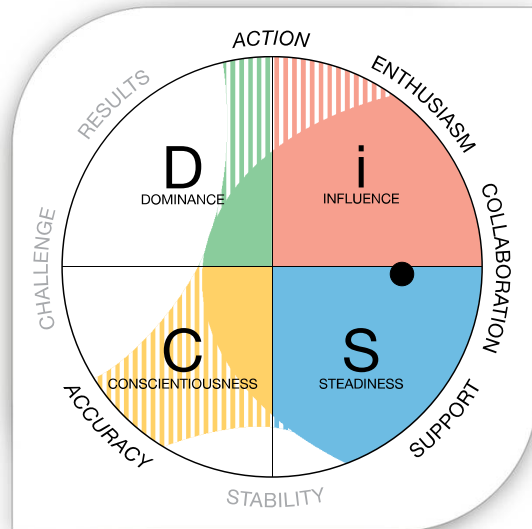 ACTION
ENTHUSIASM
RESULTS
D
DOMINANCE
i
INFLUENCE
COLLABORATION
CHALLENGE
C
CONSCIENTIOUSNESS
S
STEADINESS
ACCURACY
SUPPORT
STABILITY